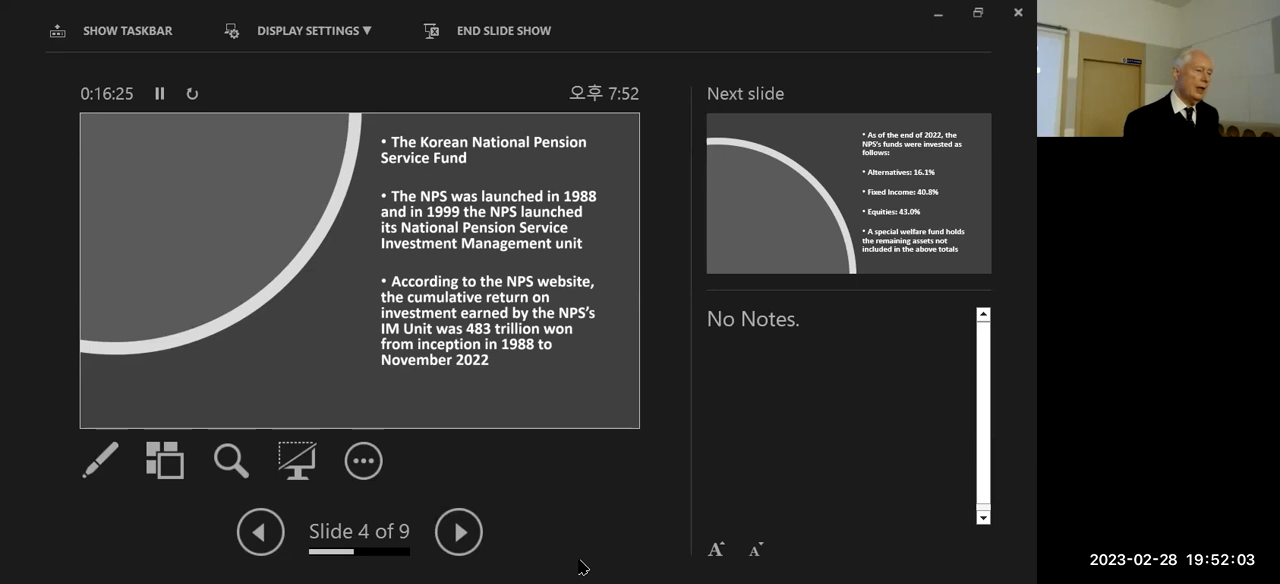 SHOW TASKBAR
DISPLAY SETTINGS ▼
END SLIDE SHOW
0:16:25
오후 7:52
• The Korean National Pension
Service Fund
• The NPS was launched in 1988
and in 1999 the NPS launched
its National Pension Service
Investment Management unit
• According to the NPS website,
the cumulative return on
investment earned by the NPS's
IM Unit was 483 trillion won
from inception in 1988 to
November 2022
Slide 4 of 9
Next slide
• As of the end of 2022, the
NPS's funds were invested as
follows:
• Alternatives: 16.1%
• Fixed Income: 40.8%
• Equities: 43.0%
• A special welfare fund holds
the remaining assets not
included in the above totals
No Notes.
A A
2023-02-28 19:52:03